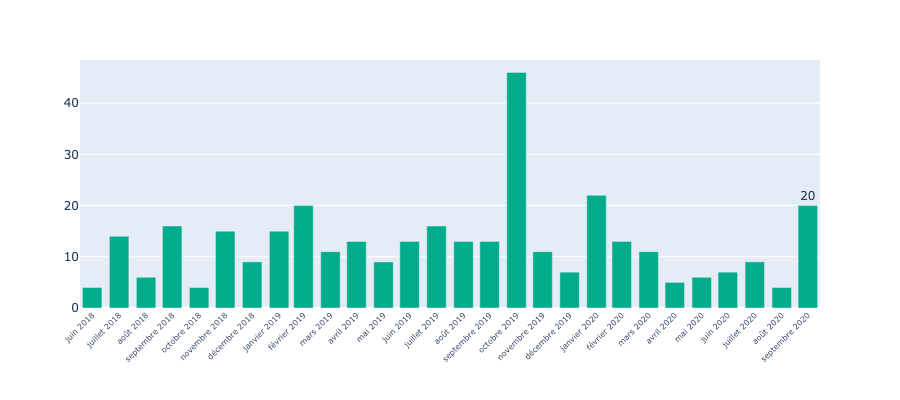 40
30
20
10
0
20
juin 2018
juillet 2018
août 2018
septembre 2018
octobre 2018
novembre 2018
décembre 2018
janvier 2019
février 2019
mars 2019
avril 2019
mai 2019
juin 2019
juillet 2019
août 2019
septembre 2019
octobre 2019
novembre 2019
décembre 2019
janvier 2020
février 2020
mars 2020
avril 2020
mai 2020
juin 2020
juillet 2020
août 2020
septembre 2020